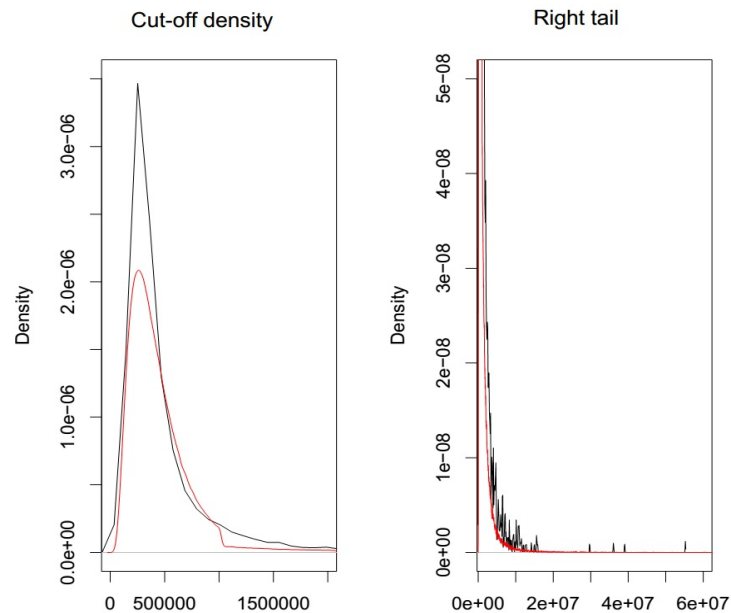 Cut-off density
Density
3.0e-06
2.0e-06
1.0e-06
0.0e+00
0 500000 1500000
Right tail
Density
5e-08
4e-08
3e-08
2e-08
1e-08
0e+00
0e+00 2e+07 4e+07 6e+07